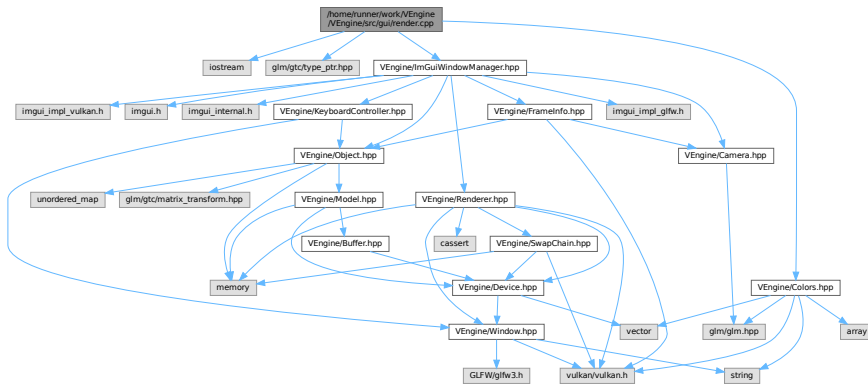 /home/runner/work/VEngine
/VEngine/src/gui/render.cpp
iostream
glm/gtc/type_ptr.hpp
VEngine/ImGuiWindowManager.hpp
imgui_impl_vulkan.h
imgui.h
imgui_internal.h
VEngine/KeyboardController.hpp
VEngine/FrameInfo.hpp
imgui_impl_glfw.h
VEngine/Object.hpp
VEngine/Camera.hpp
unordered_map
glm/gtc/matrix_transform.hpp
VEngine/Model.hpp
VEngine/Renderer.hpp
VEngine/Buffer.hpp
cassert
VEngine/SwapChain.hpp
memory
VEngine/Device.hpp
VEngine/Colors.hpp
VEngine/Window.hpp
vector
glm/glm.hpp
array
GLFW/glfw3.h
vulkan/vulkan.h
string